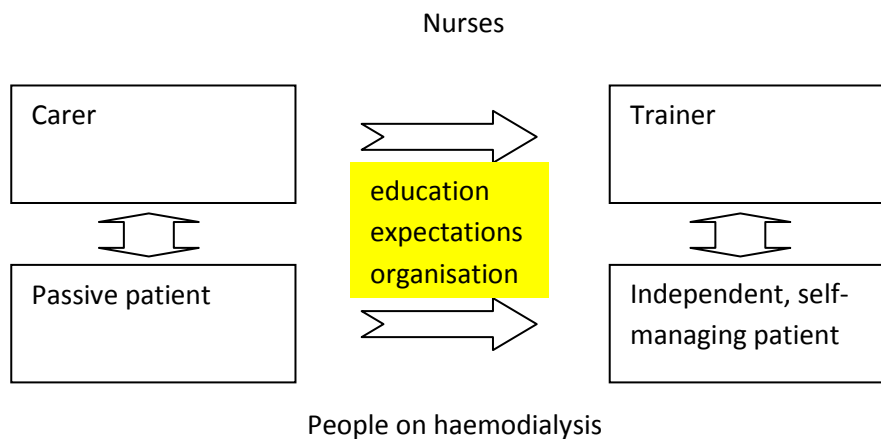 Nurses
Carer
Trainer
education
expectations
organisation
Passive patient
Independent, self-
managing patient
People on haemodialysis